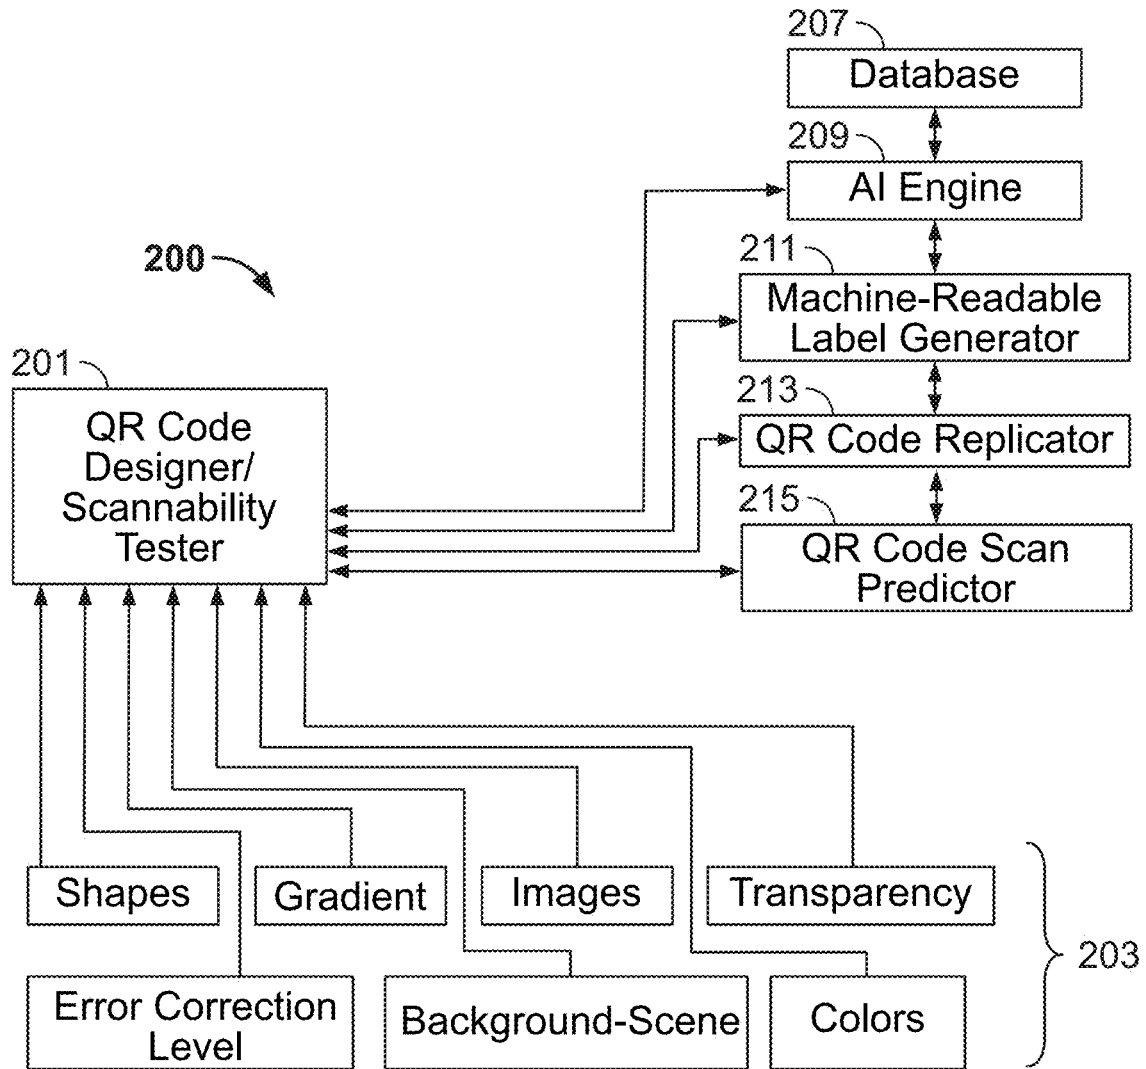 207
Database
209
AI Engine
200
211
Machine-Readable
Label Generator
201
QR Code
Designer/
Scannability
Tester
213
QR Code Replicator
215
QR Code Scan
Predictor
Shapes
Gradient
Images
Transparency
203
Error Correction
Level
Background-Scene
Colors